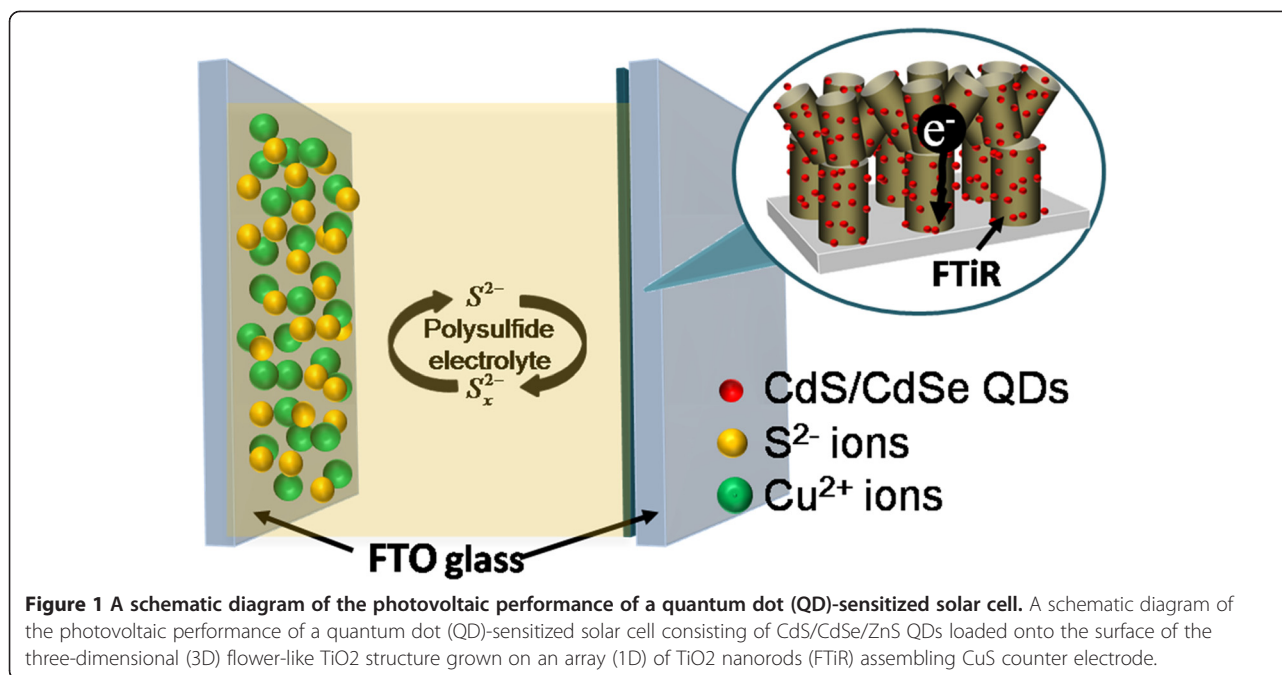 e-
FTiR
S2-
Polysulfide
electrolyte
Sx2-
CdS/CdSe QDs
S2- ions
Cu2+ ions
FTO glass
Figure 1 A schematic diagram of the photovoltaic performance of a quantum dot (QD)-sensitized solar cell. A schematic diagram of
the photovoltaic performance of a quantum dot (QD)-sensitized solar cell consisting of CdS/CdSe/ZnS QDs loaded onto the surface of the
three-dimensional (3D) flower-like TiO2 structure grown on an array (1D) of TiO2 nanorods (FTiR) assembling CuS counter electrode.